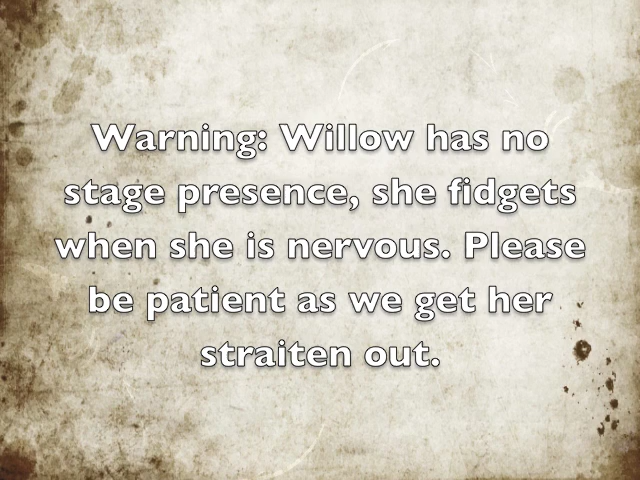 Warning: Willow has no
stage presence, she fidgets
when she is nervous. Please
be patient as we get her
straiten out.